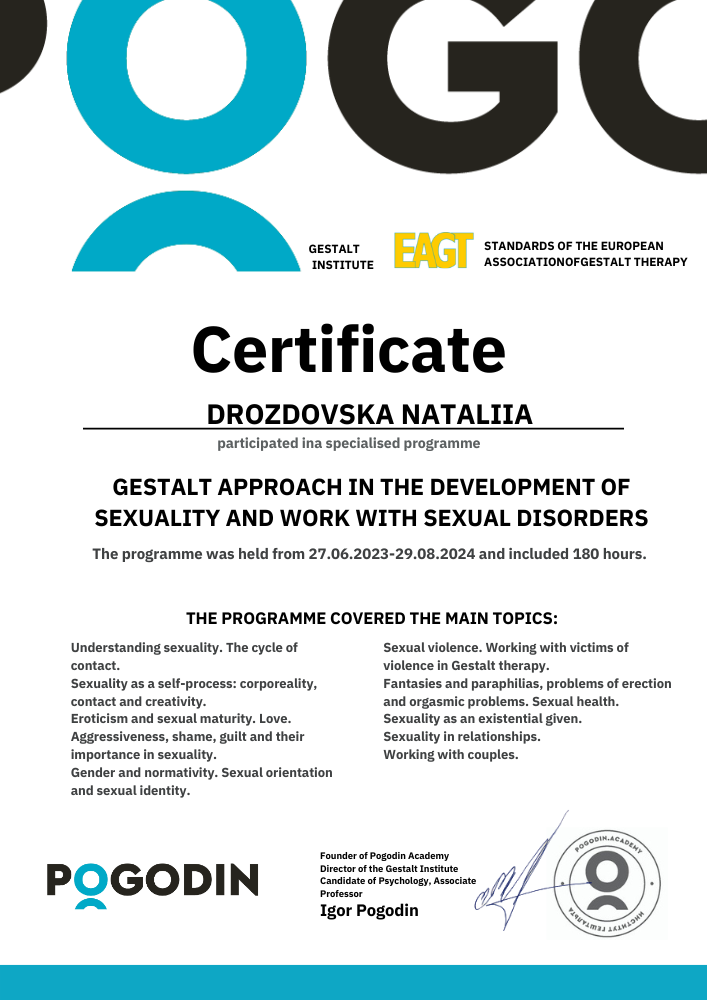 POGO
GESTALT
INSTITUTE
EAGT
STANDARDS OF THE EUROPEAN
ASSOCIATIONOFGESTALT THERAPY
Certificate
DROZDOVSKA NATALIIA
participated ina specialised programme
GESTALT APPROACH IN THE DEVELOPMENT OF
SEXUALITY AND WORK WITH SEXUAL DISORDERS
The programme was held from 27.06.2023-29.08.2024 and included 180 hours.
THE PROGRAMME COVERED THE MAIN TOPICS:
Understanding sexuality. The cycle of
contact.
Sexuality as a self-process: corporeality,
contact and creativity.
Eroticism and sexual maturity. Love.
Aggressiveness, shame, guilt and their
importance in sexuality.
Gender and normativity. Sexual orientation
and sexual identity.
Sexual violence. Working with victims of
violence in Gestalt therapy.
Fantasies and paraphilias, problems of erection
and orgasmic problems. Sexual health.
Sexuality as an existential given.
Sexuality in relationships.
Working with couples.
POGODIN
Founder of Pogodin Academy
Director of the Gestalt Institute
Candidate of Psychology, Associate
Professor
Igor Pogodin
POGODIN.ACADEMY
ИНСТИТУТ ГЕШТАЛЬТА